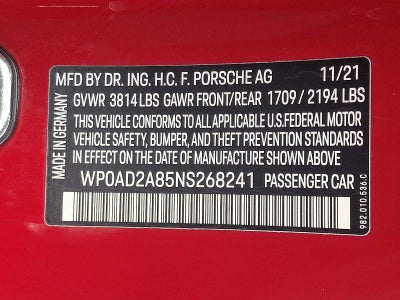 MFD BY DR. ING. H.C. F. PORSCHE AG 11/21
GVWR 3814 LBS GAWR FRONT/REAR 1709 / 2194 LBS
THIS VEHICLE CONFORMS TO ALL APPLICABLE U.S.FEDERAL MOTOR
VEHICLE SAFETY, BUMPER, AND THEFT PREVENTION STANDARDS
IN EFFECT ON THE DATE OF MANUFACTURE SHOWN ABOVE.
WP0AD2A85NS268241 PASSENGER CAR
MADE IN GERMANY
982.010.536.C